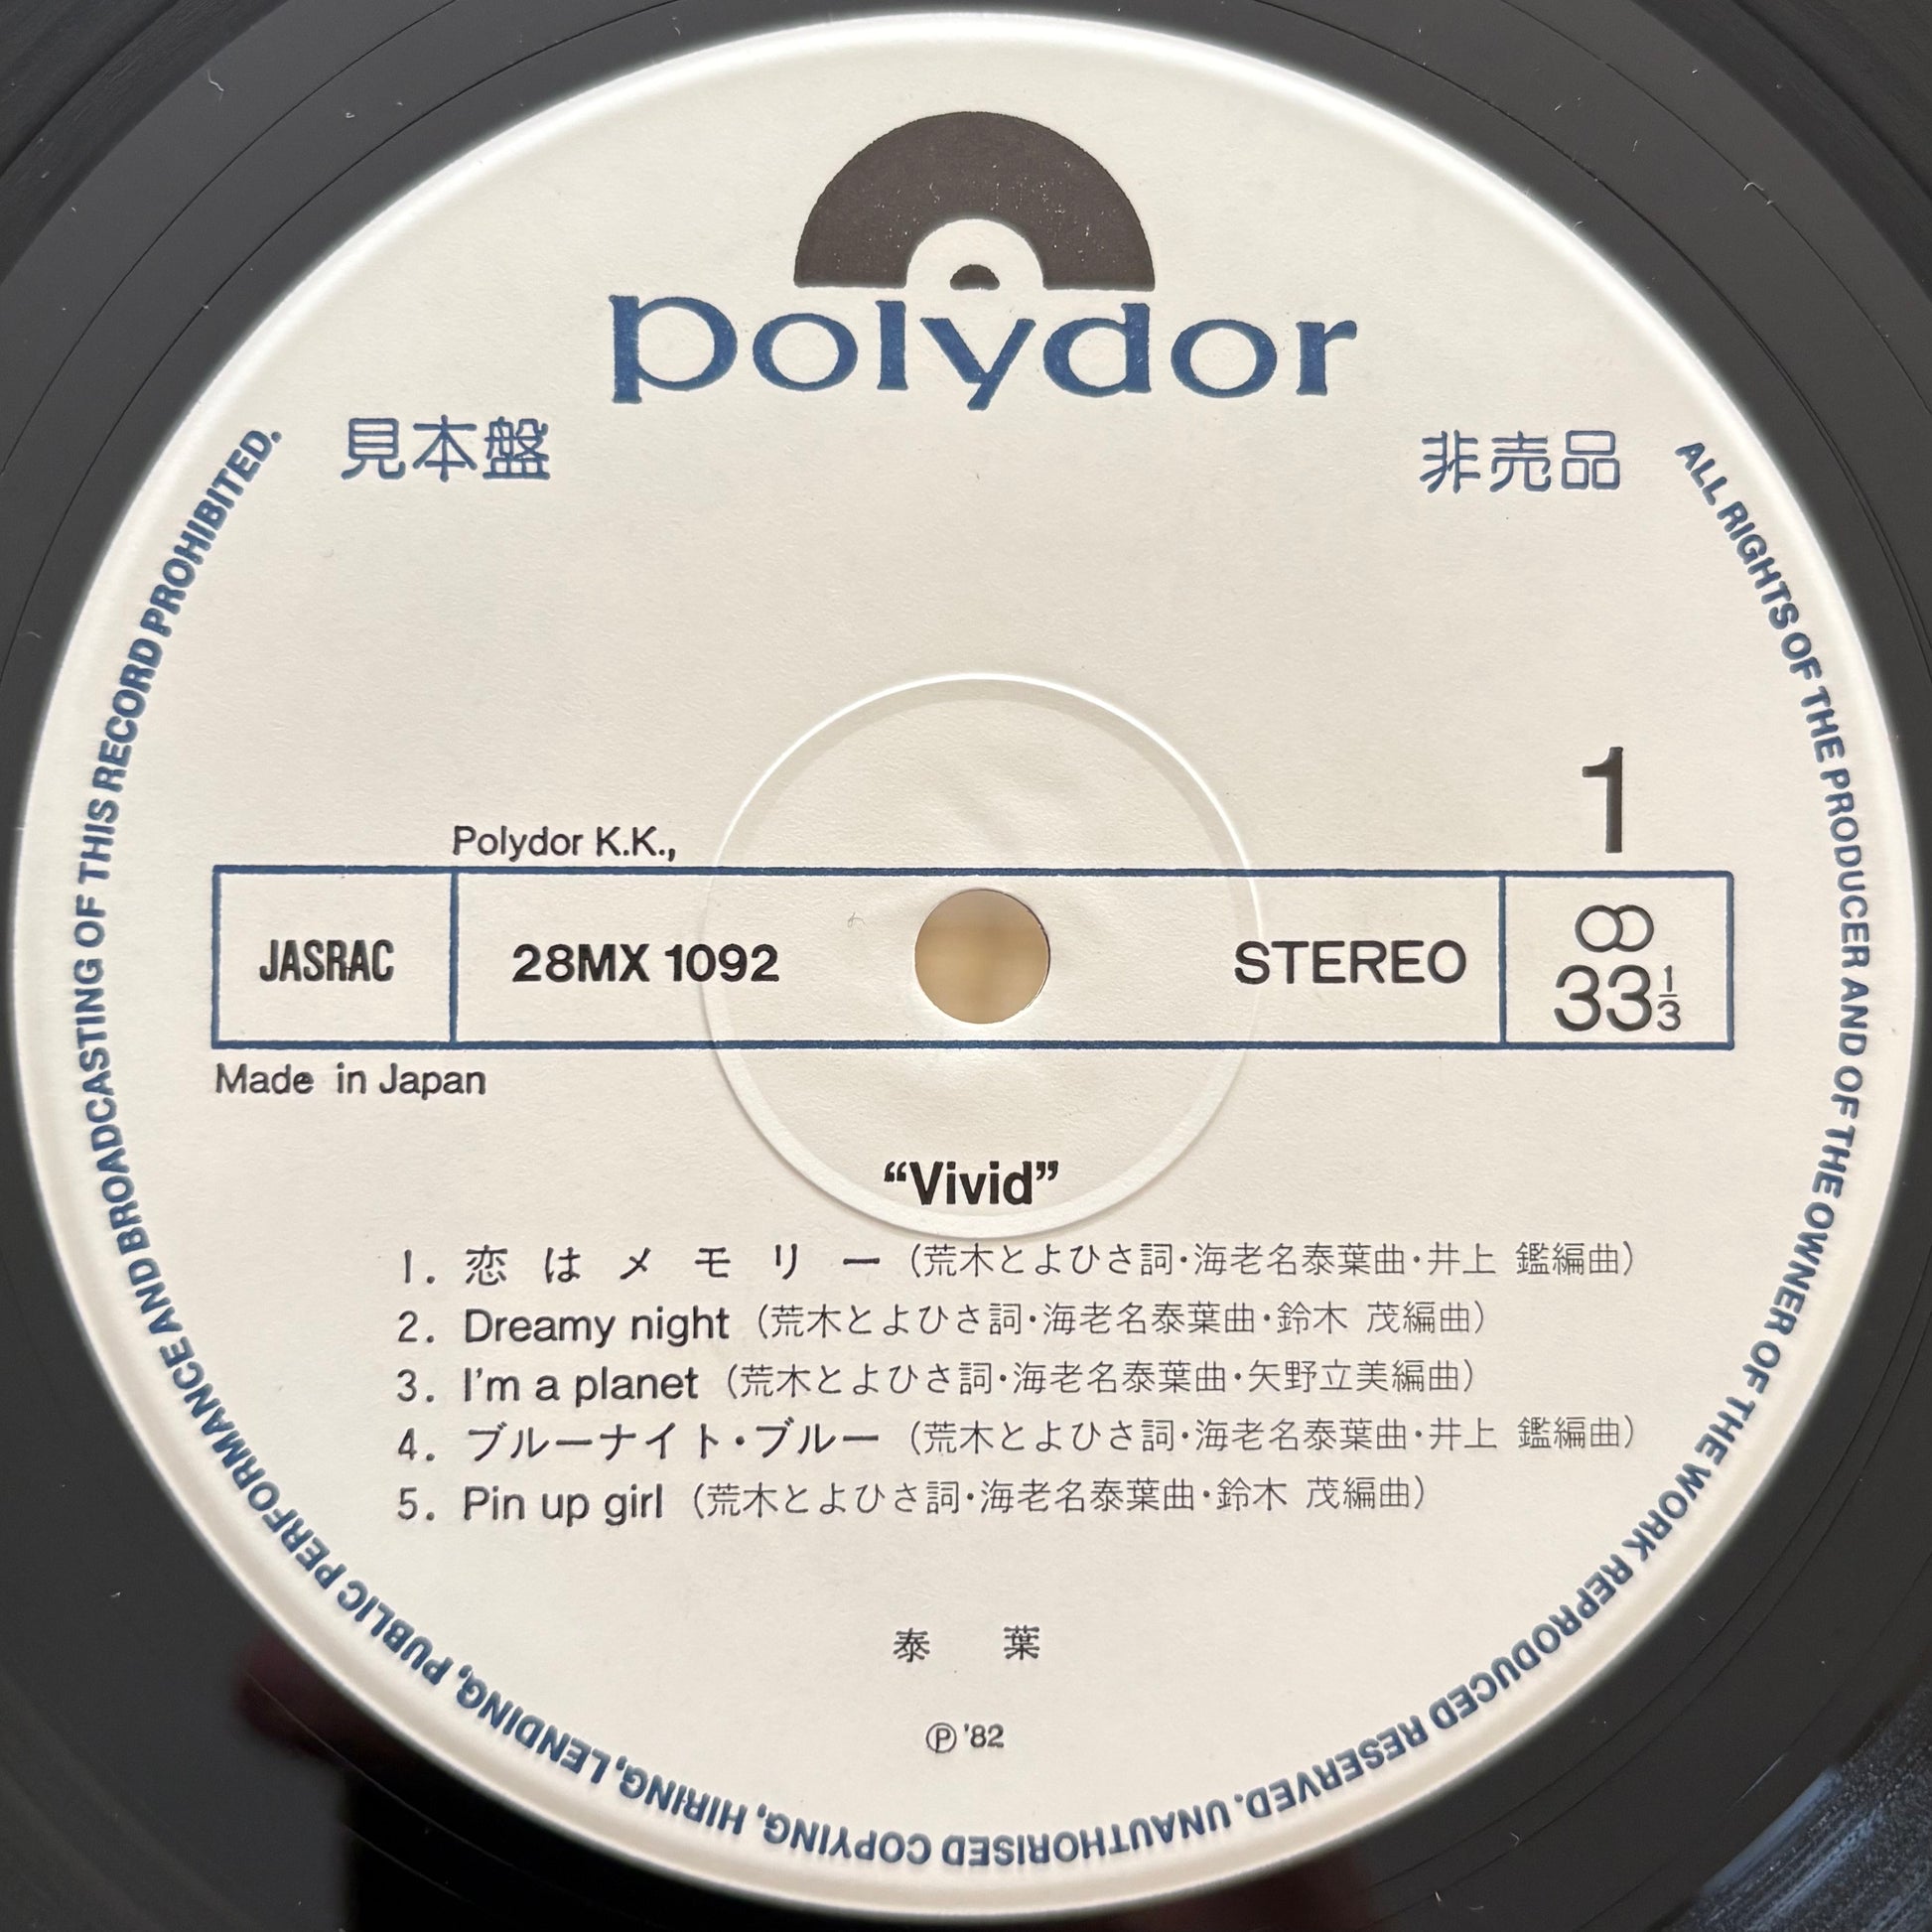 polydor
見本盤
非売品
1
Polydor K.K.,
JASRAC
28MX 1092
STEREO
33 1/3
Made in Japan
“Vivid”
1. 恋はメモリー（荒木とよひさ詞・海老名泰葉曲・井上 鑑編曲）
2. Dreamy night（荒木とよひさ詞・海老名泰葉曲・鈴木 茂編曲）
3. I'm a planet（荒木とよひさ詞・海老名泰葉曲・矢野立美編曲）
4. ブルーナイト・ブルー（荒木とよひさ詞・海老名泰葉曲・井上 鑑編曲）
5. Pin up girl（荒木とよひさ詞・海老名泰葉曲・鈴木 茂編曲）
泰 葉
Ⓟ '82
ALL RIGHTS OF THE PRODUCER AND OF THE OWNER OF THE WORK REPRODUCED RESERVED. UNAUTHORISED COPYING, HIRING, LENDING, PUBLIC PERFORMANCE AND BROADCASTING OF THIS RECORD PROHIBITED.